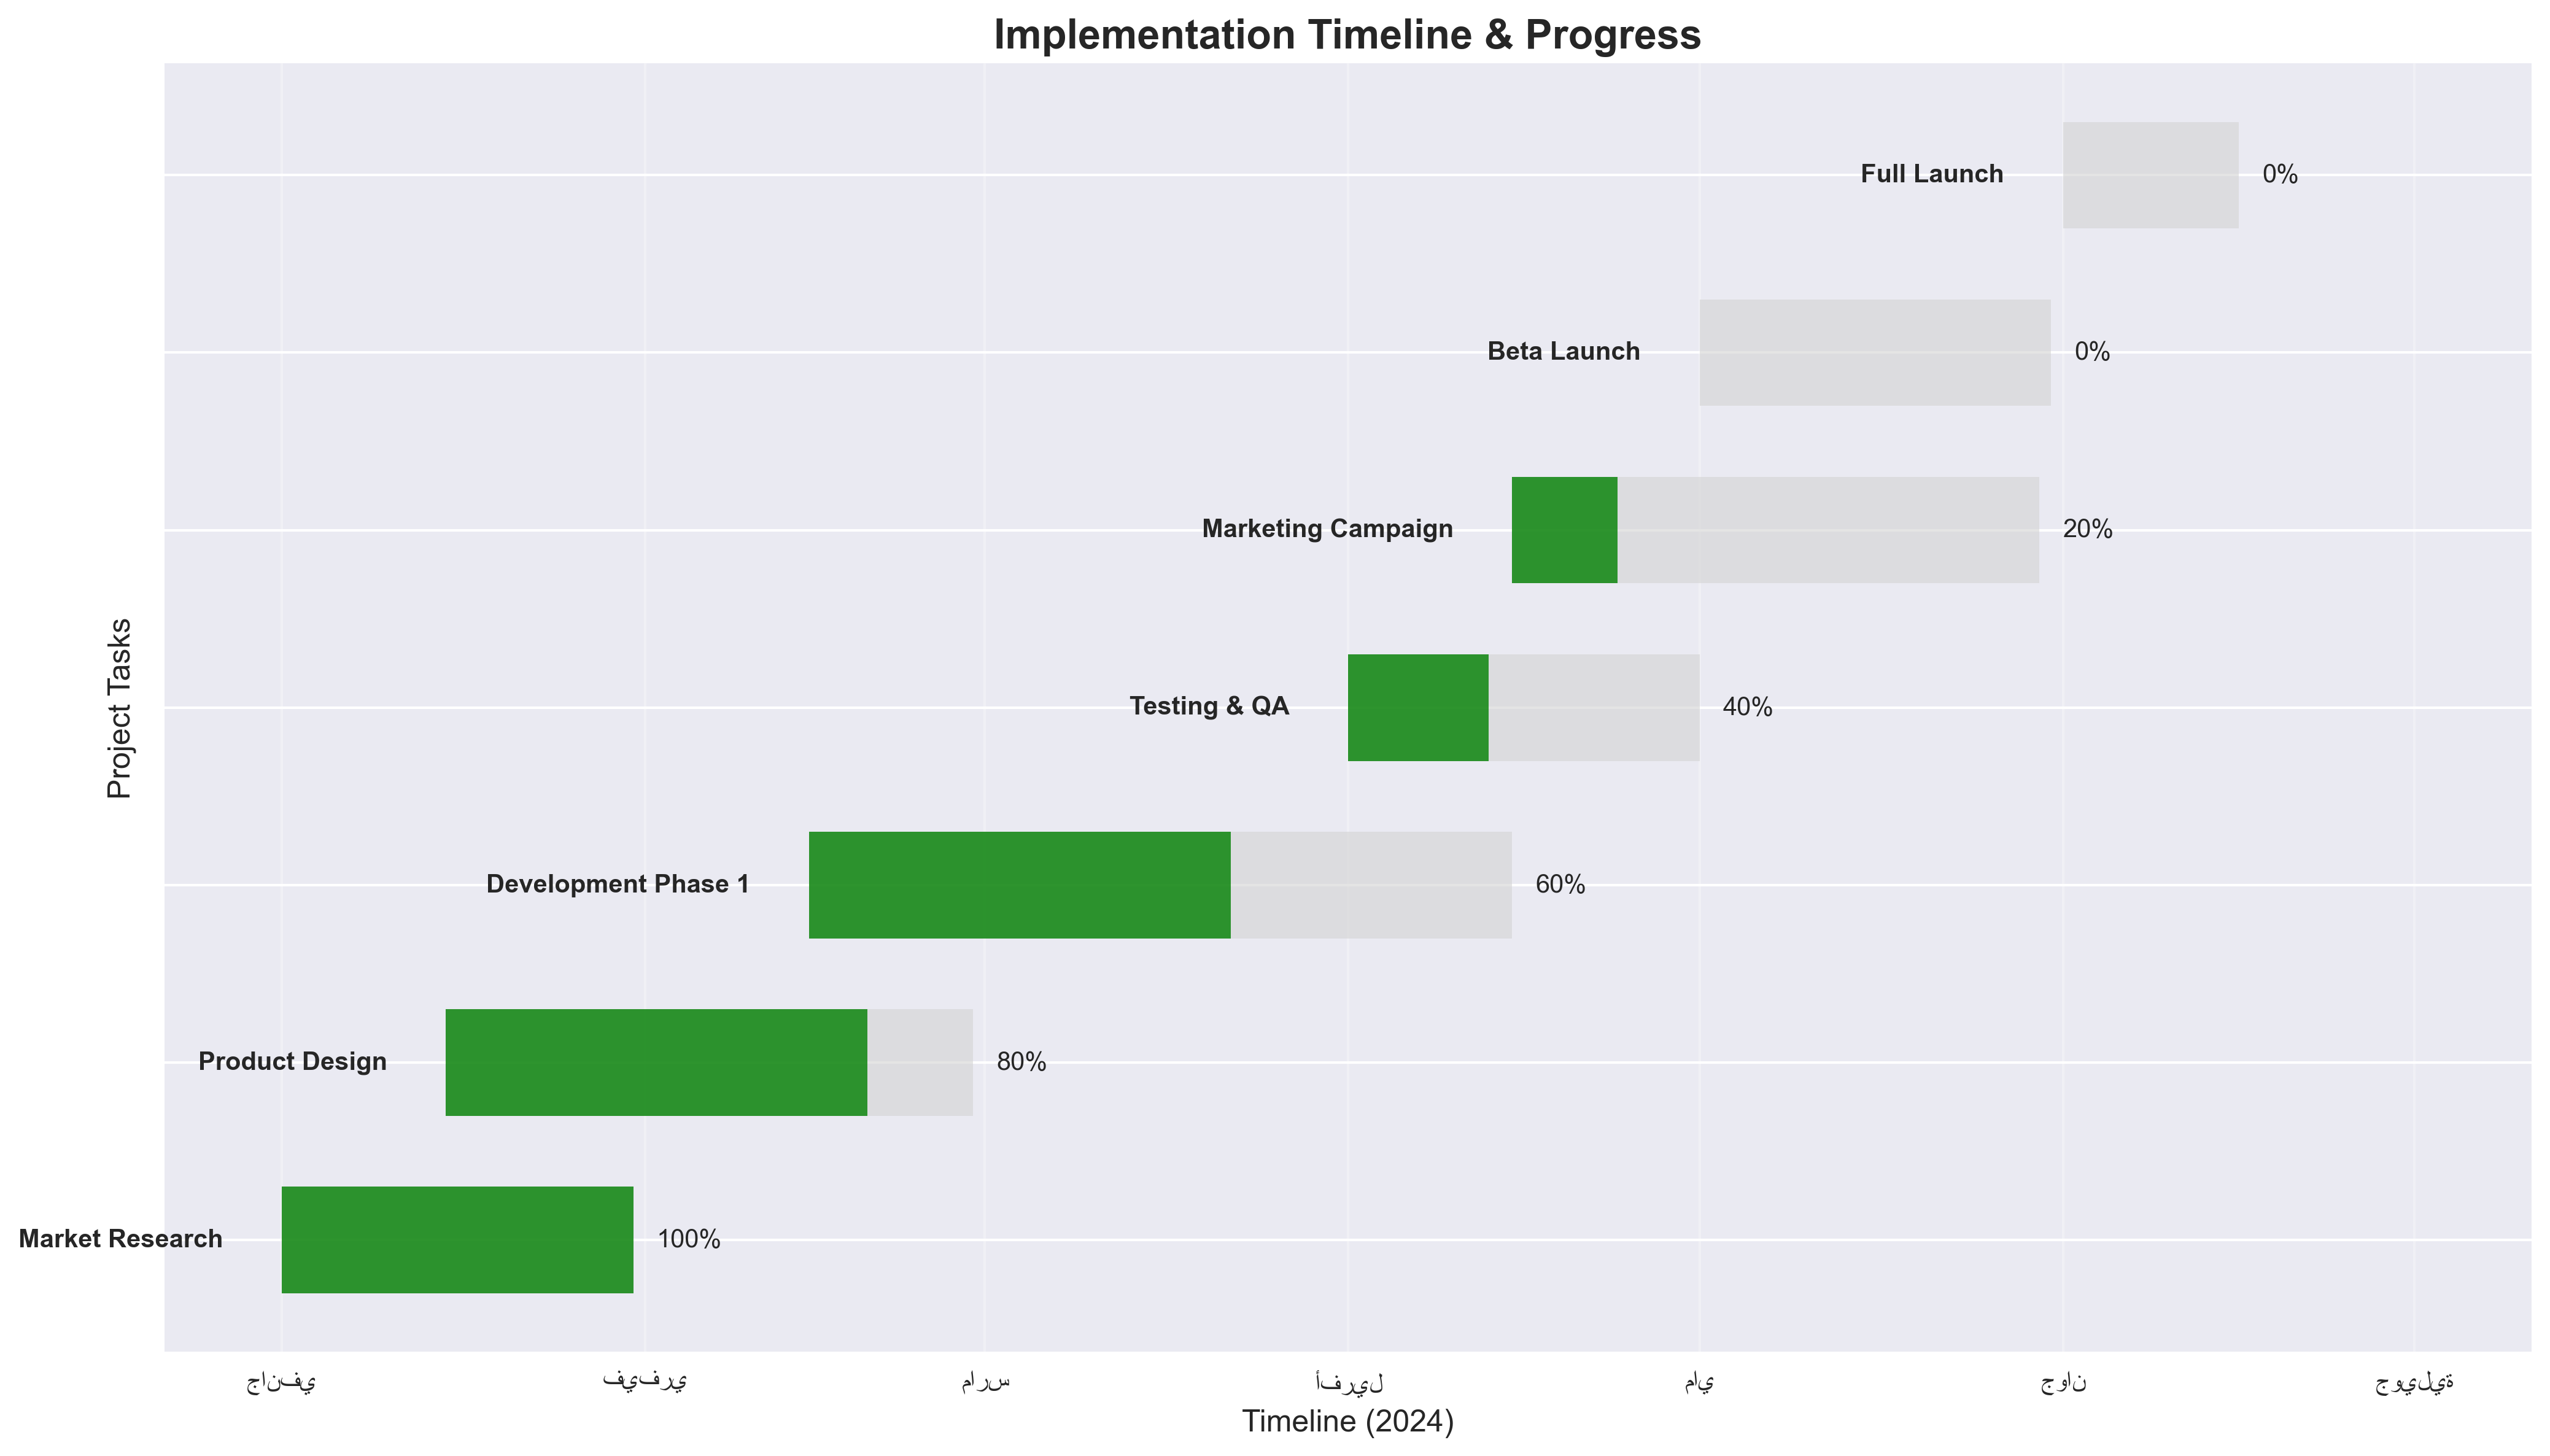 Implementation Timeline & Progress
Full Launch 0%
Beta Launch 0%
Marketing Campaign 20%
Testing & QA 40%
Project Tasks
Development Phase 1 60%
Product Design 80%
Market Research 100%
جانفي فيفري مارس أفريل ماي جوان جويلية
Timeline (2024)